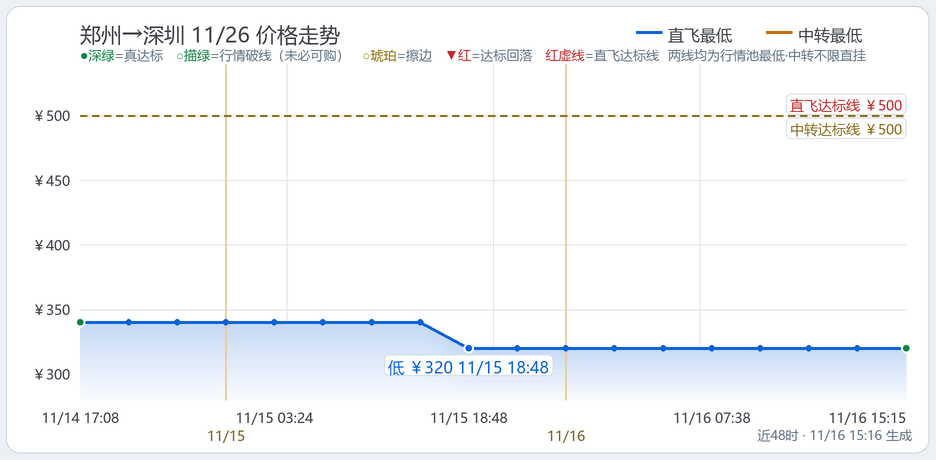 郑州→深圳 11/26 价格走势
直飞最低 中转最低
●深绿=真达标 ○描绿=行情破线（未必可购） ○琥珀=擦边 ▼红=达标回落 红虚线=直飞达标线 两线均为行情池最低·中转不限直挂
直飞达标线 ￥500
中转达标线 ￥500
￥500
￥450
￥400
￥350
￥300
低 ￥320 11/15 18:48
11/14 17:08 11/15 03:24 11/15 18:48 11/16 07:38 11/16 15:15
11/15 11/16
近48时 · 11/16 15:16 生成